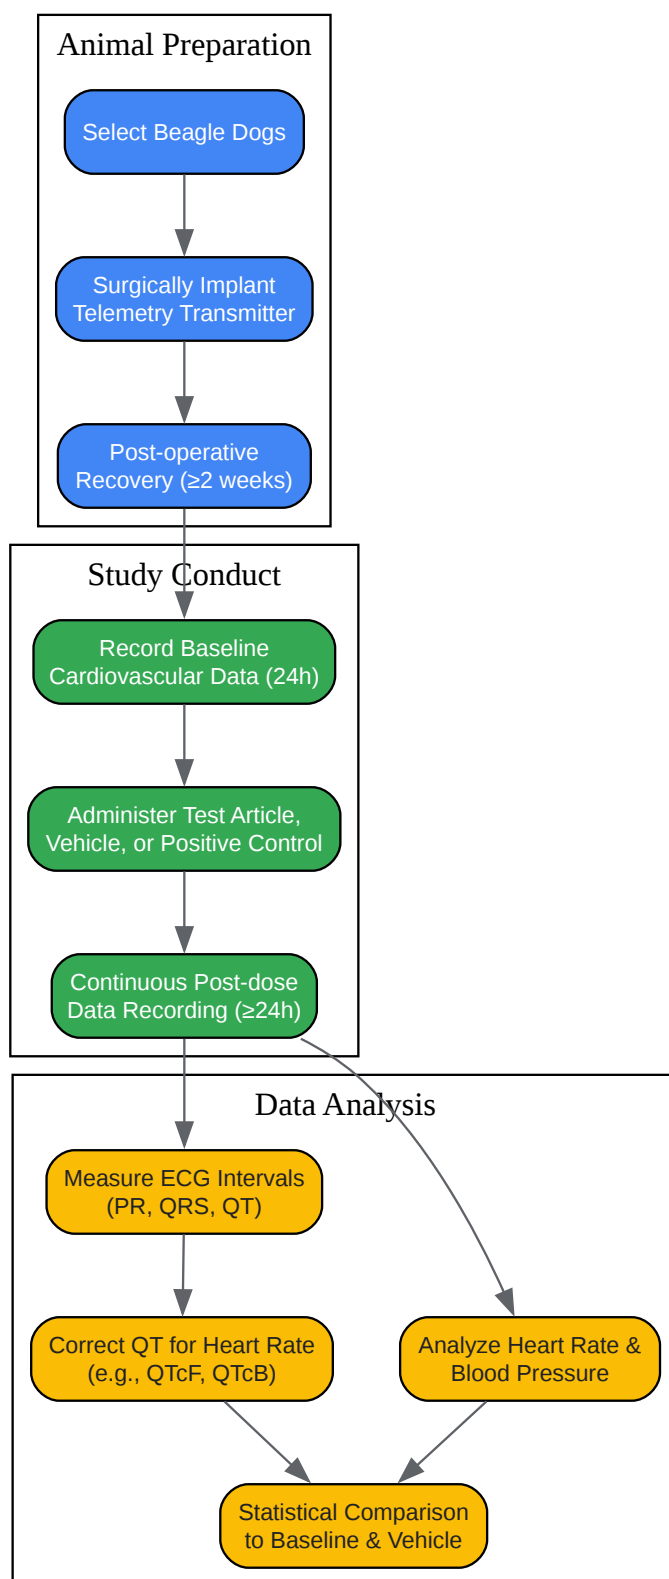 Animal Preparation
Select Beagle Dogs
Surgically Implant
Telemetry Transmitter
Post-operative
Recovery (≥2 weeks)
Study Conduct
Record Baseline
Cardiovascular Data (24h)
Administer Test Article,
Vehicle, or Positive Control
Continuous Post-dose
Data Recording (≥24h)
Data Analysis
Measure ECG Intervals
(PR, QRS, QT)
Correct QT for Heart Rate
(e.g., QTcF, QTcB)
Analyze Heart Rate &
Blood Pressure
Statistical Comparison
to Baseline & Vehicle